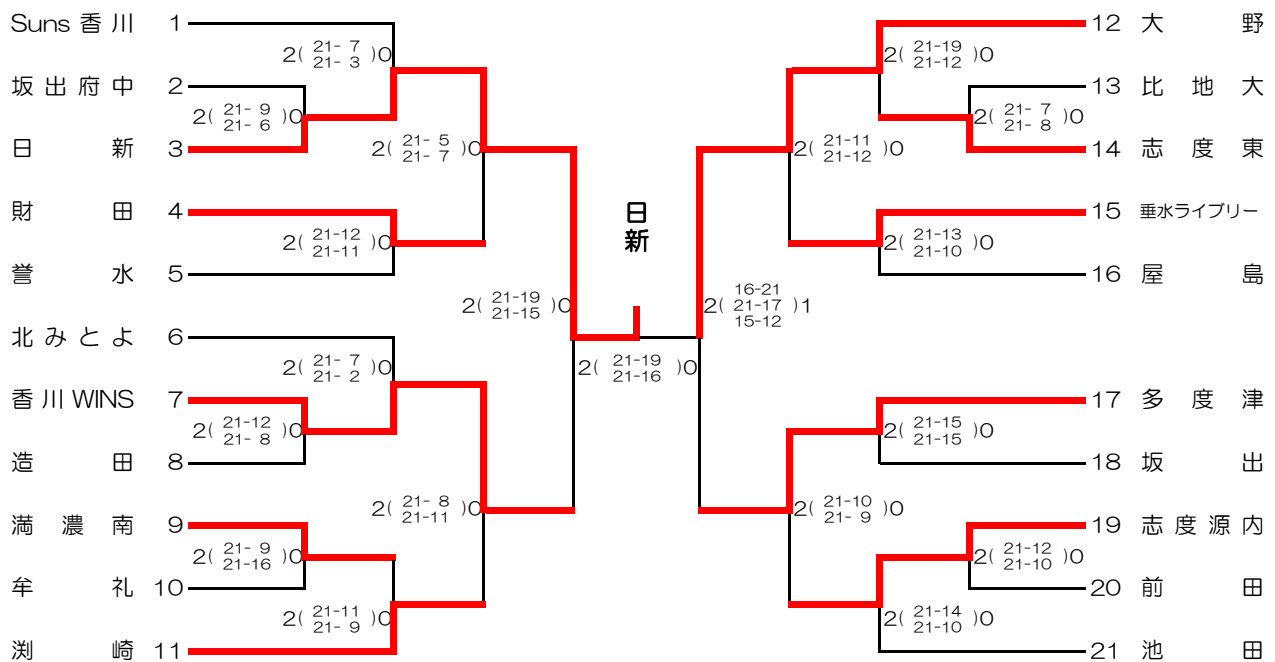 Suns 香川 1
2( 21- 7 21- 3 )0
坂出府中 2
2( 21- 9 21- 6 )0
日新 3
2( 21- 5 21- 7 )0
財田 4
2( 21-12 21-11 )0
誉水 5
2( 21-19 21-15 )0
北みとよ 6
2( 21- 7 21- 2 )0
香川 WINS 7
2( 21-12 21- 8 )0
造田 8
2( 21- 8 21-11 )0
満濃南 9
2( 21- 9 21-16 )0
牟礼 10
2( 21-11 21- 9 )0
渕崎 11
日新
2( 21-19 21-16 )0
12 大野
2( 21-19 21-12 )0
13 比地大
2( 21- 7 21- 8 )0
14 志度東
2( 21-11 21-12 )0
15 垂水ライブリー
2( 21-13 21-10 )0
16 屋島
2( 16-21 21-17 15-12 )1
17 多度津
2( 21-15 21-15 )0
18 坂出
2( 21-10 21- 9 )0
19 志度源内
2( 21-12 21-10 )0
20 前田
2( 21-14 21-10 )0
21 池田